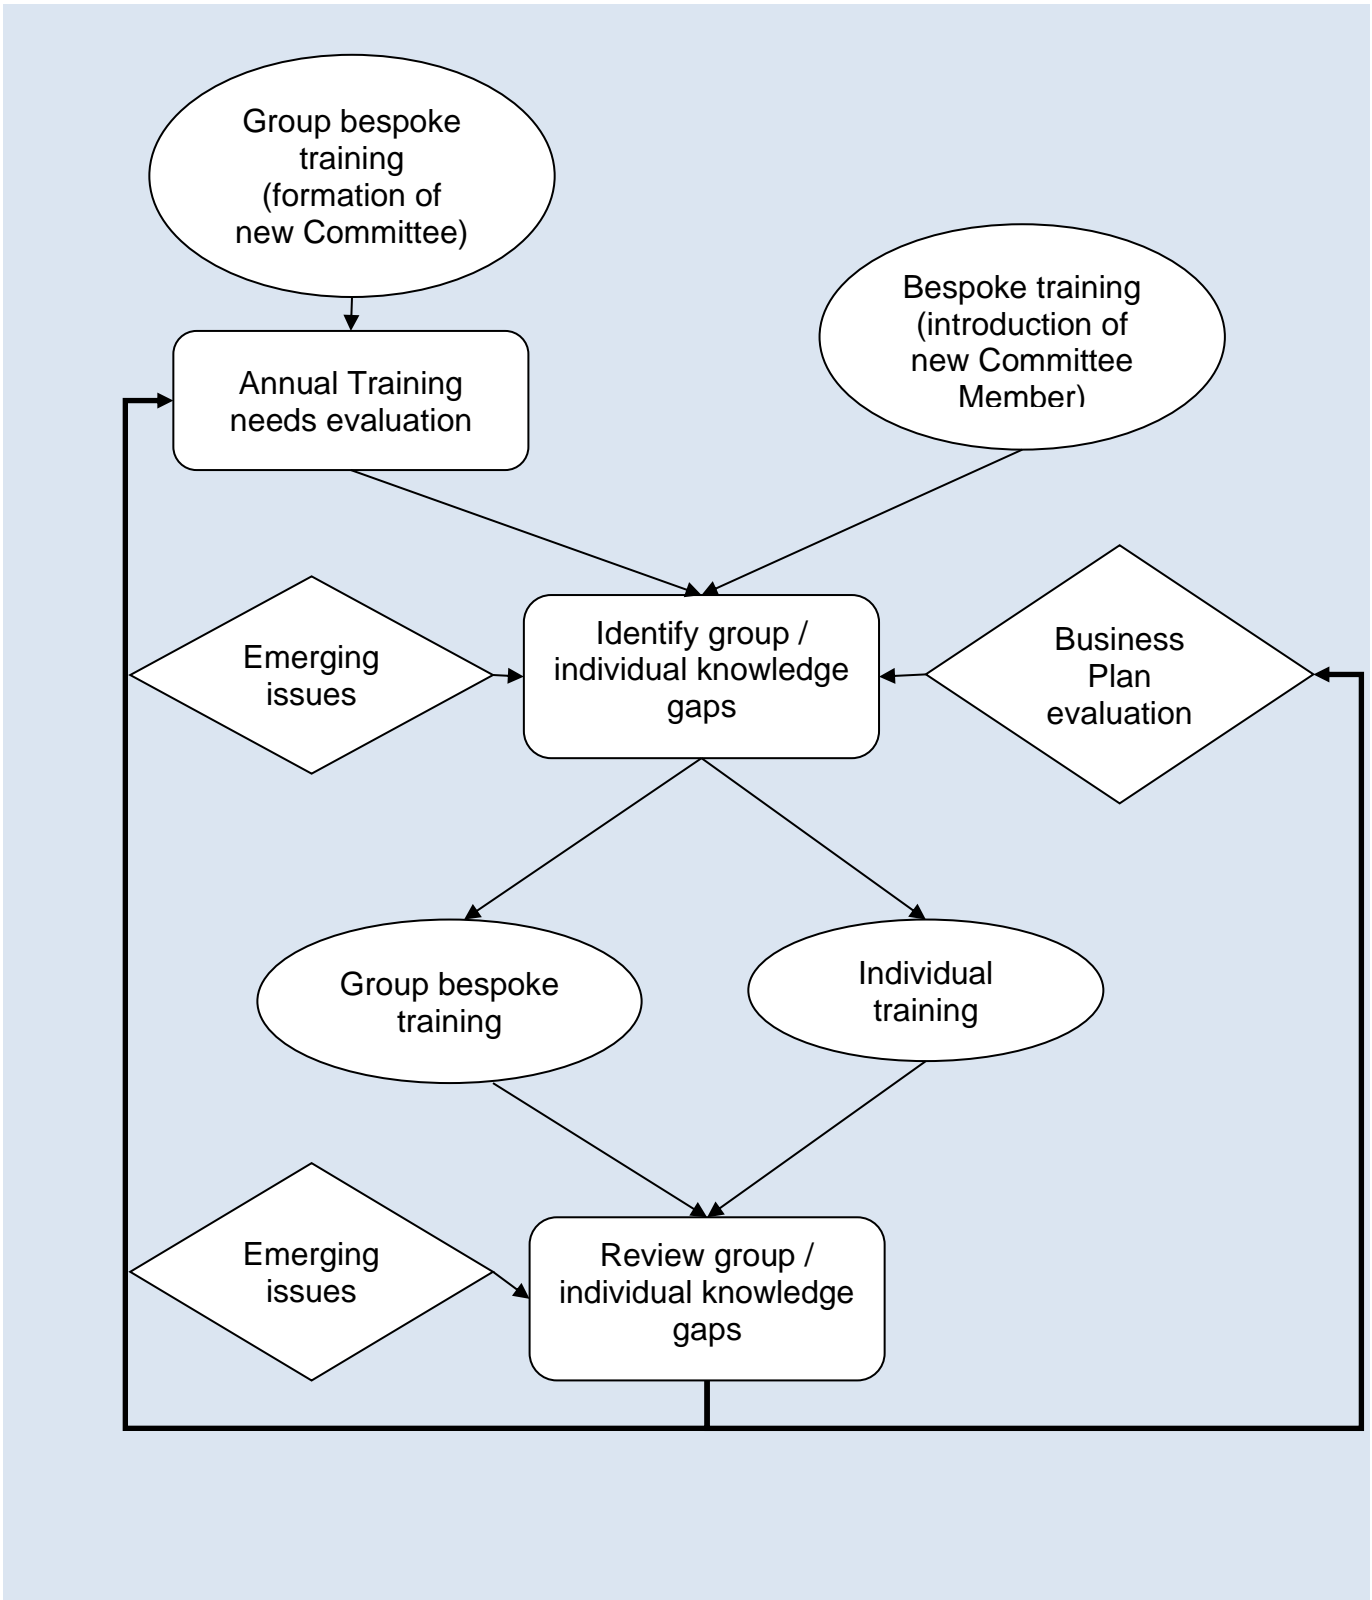 Group bespoke
training
(formation of
new Committee)
Bespoke training
(introduction of
new Committee
Member)
Annual Training
needs evaluation
Emerging
issues
Identify group /
individual knowledge
gaps
Business
Plan
evaluation
Group bespoke
training
Individual
training
Emerging
issues
Review group /
individual knowledge
gaps